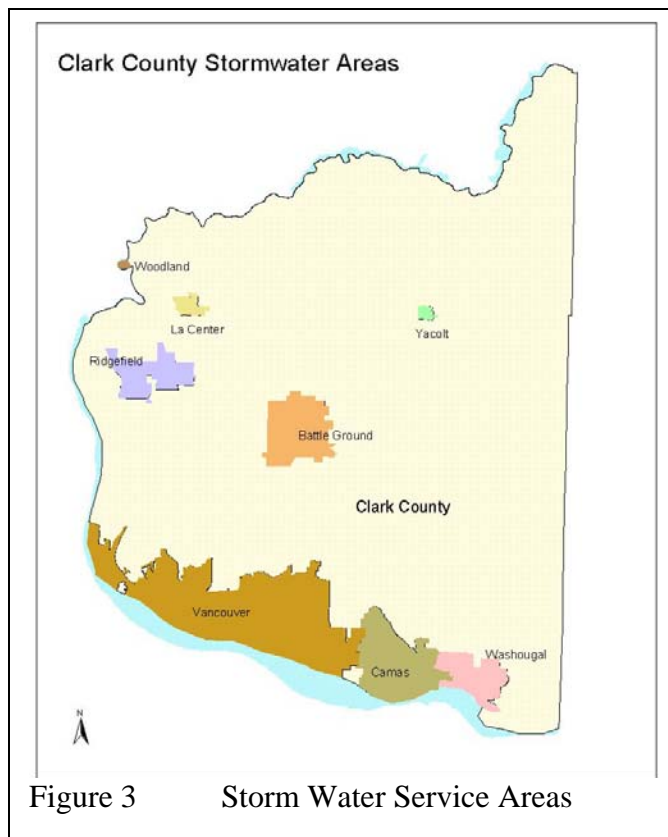 Clark County Stormwater Areas
Woodland
La Center
Yacolt
Ridgefield
Battle Ground
Clark County
Vancouver
Washougal
Camas
N
Figure 3 Storm Water Service Areas